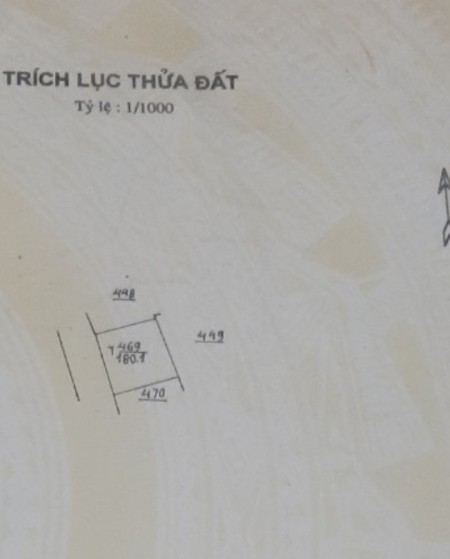 TRÍCH LỤC THỬA ĐẤT
Tỷ lệ : 1/1000
448
449
T 469
180.1
470